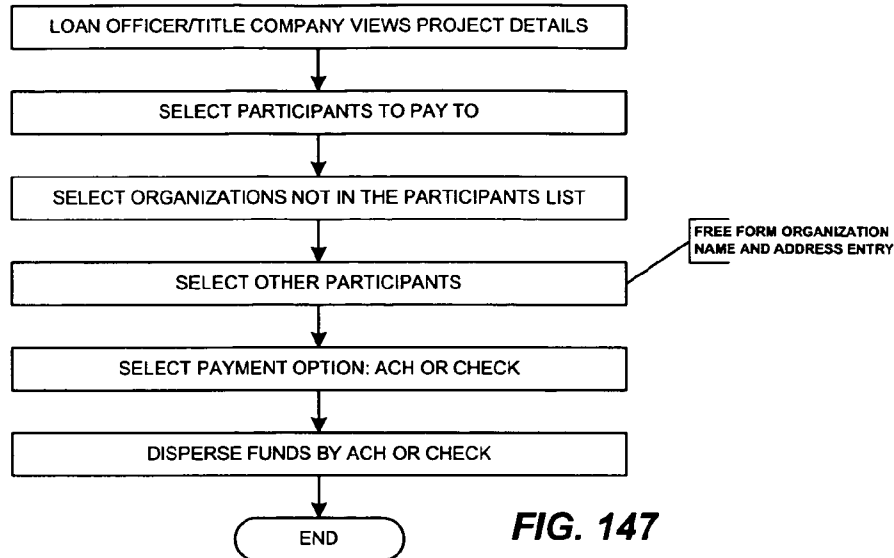 LOAN OFFICER/TITLE COMPANY VIEWS PROJECT DETAILS
SELECT PARTICIPANTS TO PAY TO
SELECT ORGANIZATIONS NOT IN THE PARTICIPANTS LIST
FREE FORM ORGANIZATION
NAME AND ADDRESS ENTRY
SELECT OTHER PARTICIPANTS
SELECT PAYMENT OPTION: ACH OR CHECK
DISPERSE FUNDS BY ACH OR CHECK
END
FIG. 147